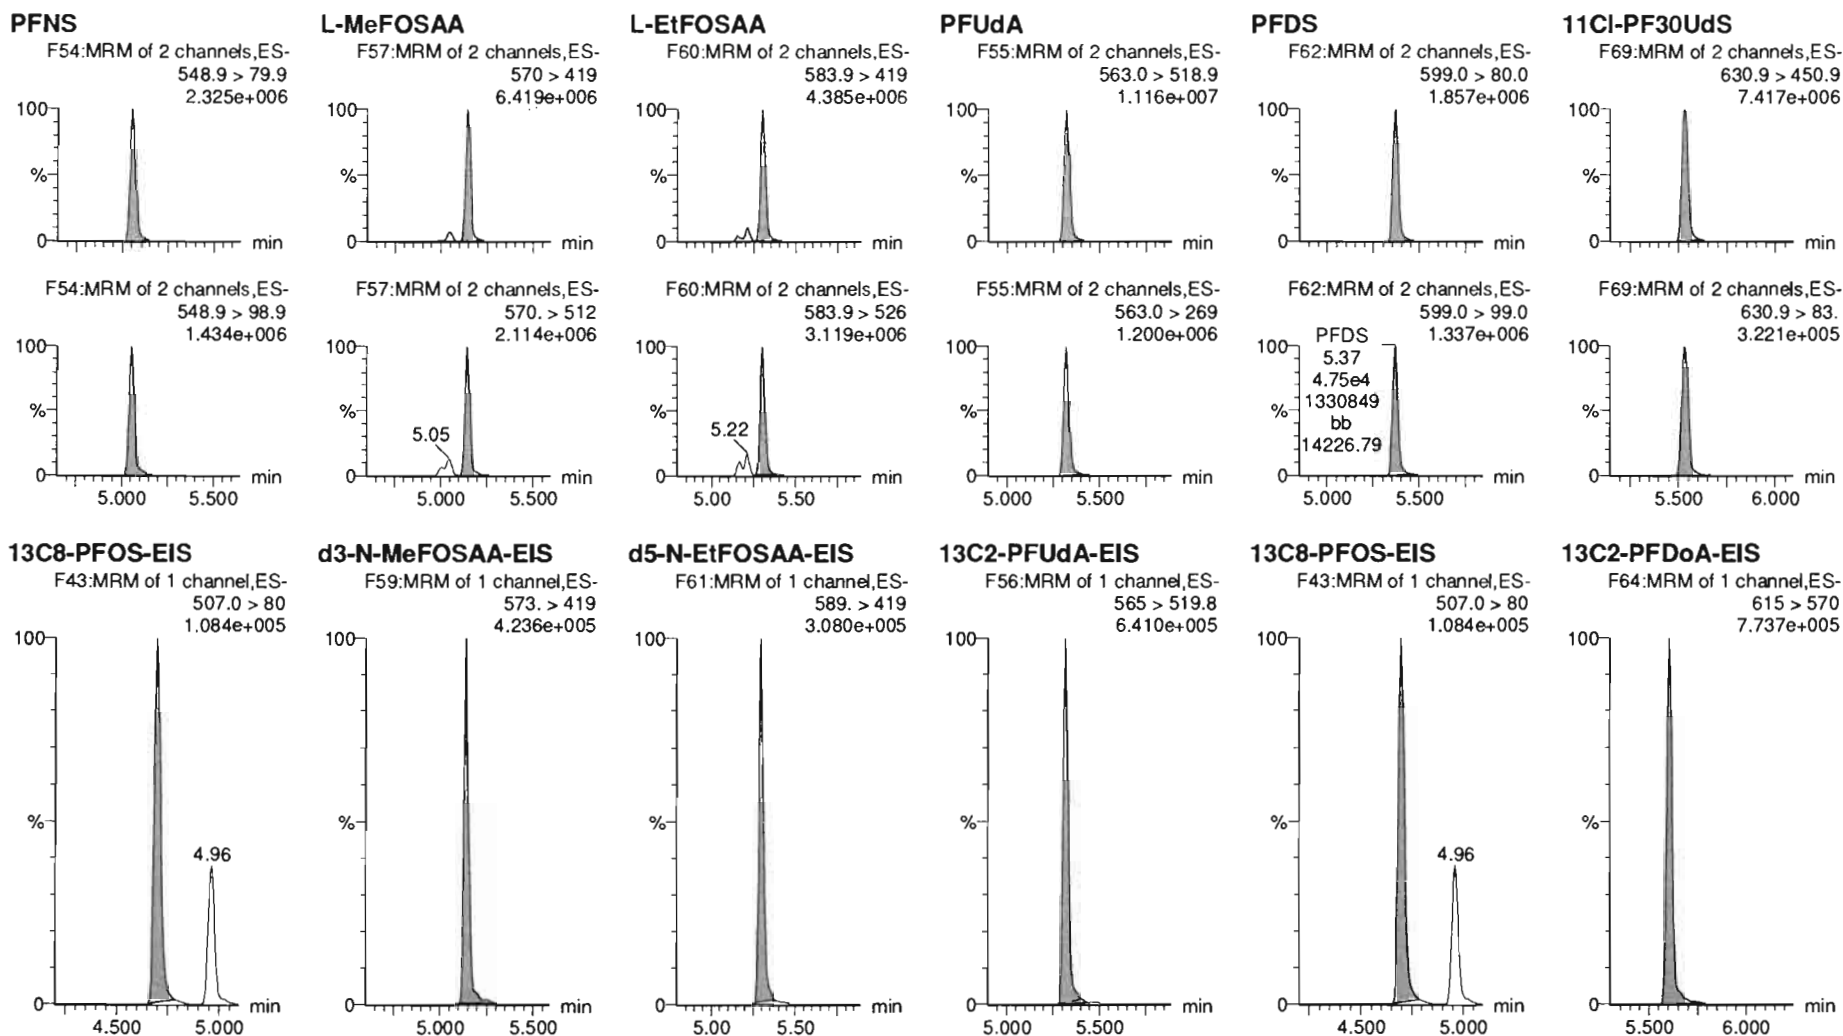 PFNS
F54:MRM of 2 channels,ES-
548.9 > 79.9
2.325e+006
100
%
0
min
L-MeFOSAA
F57:MRM of 2 channels,ES-
570 > 419
6.419e+006
100
%
0
min
L-EtFOSAA
F60:MRM of 2 channels,ES-
583.9 > 419
4.385e+006
100
%
0
min
PFUdA
F55:MRM of 2 channels,ES-
563.0 > 518.9
1.116e+007
100
%
0
min
PFDS
F62:MRM of 2 channels,ES-
599.0 > 80.0
1.857e+006
100
%
0
min
11Cl-PF30UdS
F69:MRM of 2 channels,ES-
630.9 > 450.9
7.417e+006
100
%
0
min
F54:MRM of 2 channels,ES-
548.9 > 98.9
1.434e+006
100
%
0
min
5.000 5.500
F57:MRM of 2 channels,ES-
570. > 512
2.114e+006
100
%
5.05
0
min
5.000 5.500
F60:MRM of 2 channels,ES-
583.9 > 526
3.119e+006
100
%
5.22
0
min
5.00 5.50
F55:MRM of 2 channels,ES-
563.0 > 269
1.200e+006
100
%
0
min
5.000 5.500
F62:MRM of 2 channels,ES-
599.0 > 99.0
1.337e+006
100
PFDS
5.37
4.75e4
1330849
bb
14226.79
%
0
min
5.000 5.500
F69:MRM of 2 channels,ES-
630.9 > 83.
3.221e+005
100
%
0
min
5.500 6.000
13C8-PFOS-EIS
F43:MRM of 1 channel,ES-
507.0 > 80
1.084e+005
100
%
4.96
0
min
4.500 5.000
d3-N-MeFOSAA-EIS
F59:MRM of 1 channel,ES-
573. > 419
4.236e+005
100
%
0
min
5.000 5.500
d5-N-EtFOSAA-EIS
F61:MRM of 1 channel,ES-
589. > 419
3.080e+005
100
%
0
min
5.00 5.50
13C2-PFUdA-EIS
F56:MRM of 1 channel,ES-
565 > 519.8
6.410e+005
100
%
0
min
5.000 5.500
13C8-PFOS-EIS
F43:MRM of 1 channel,ES-
507.0 > 80
1.084e+005
100
%
4.96
0
min
4.500 5.000
13C2-PFDoA-EIS
F64:MRM of 1 channel,ES-
615 > 570
7.737e+005
100
%
0
min
5.500 6.000